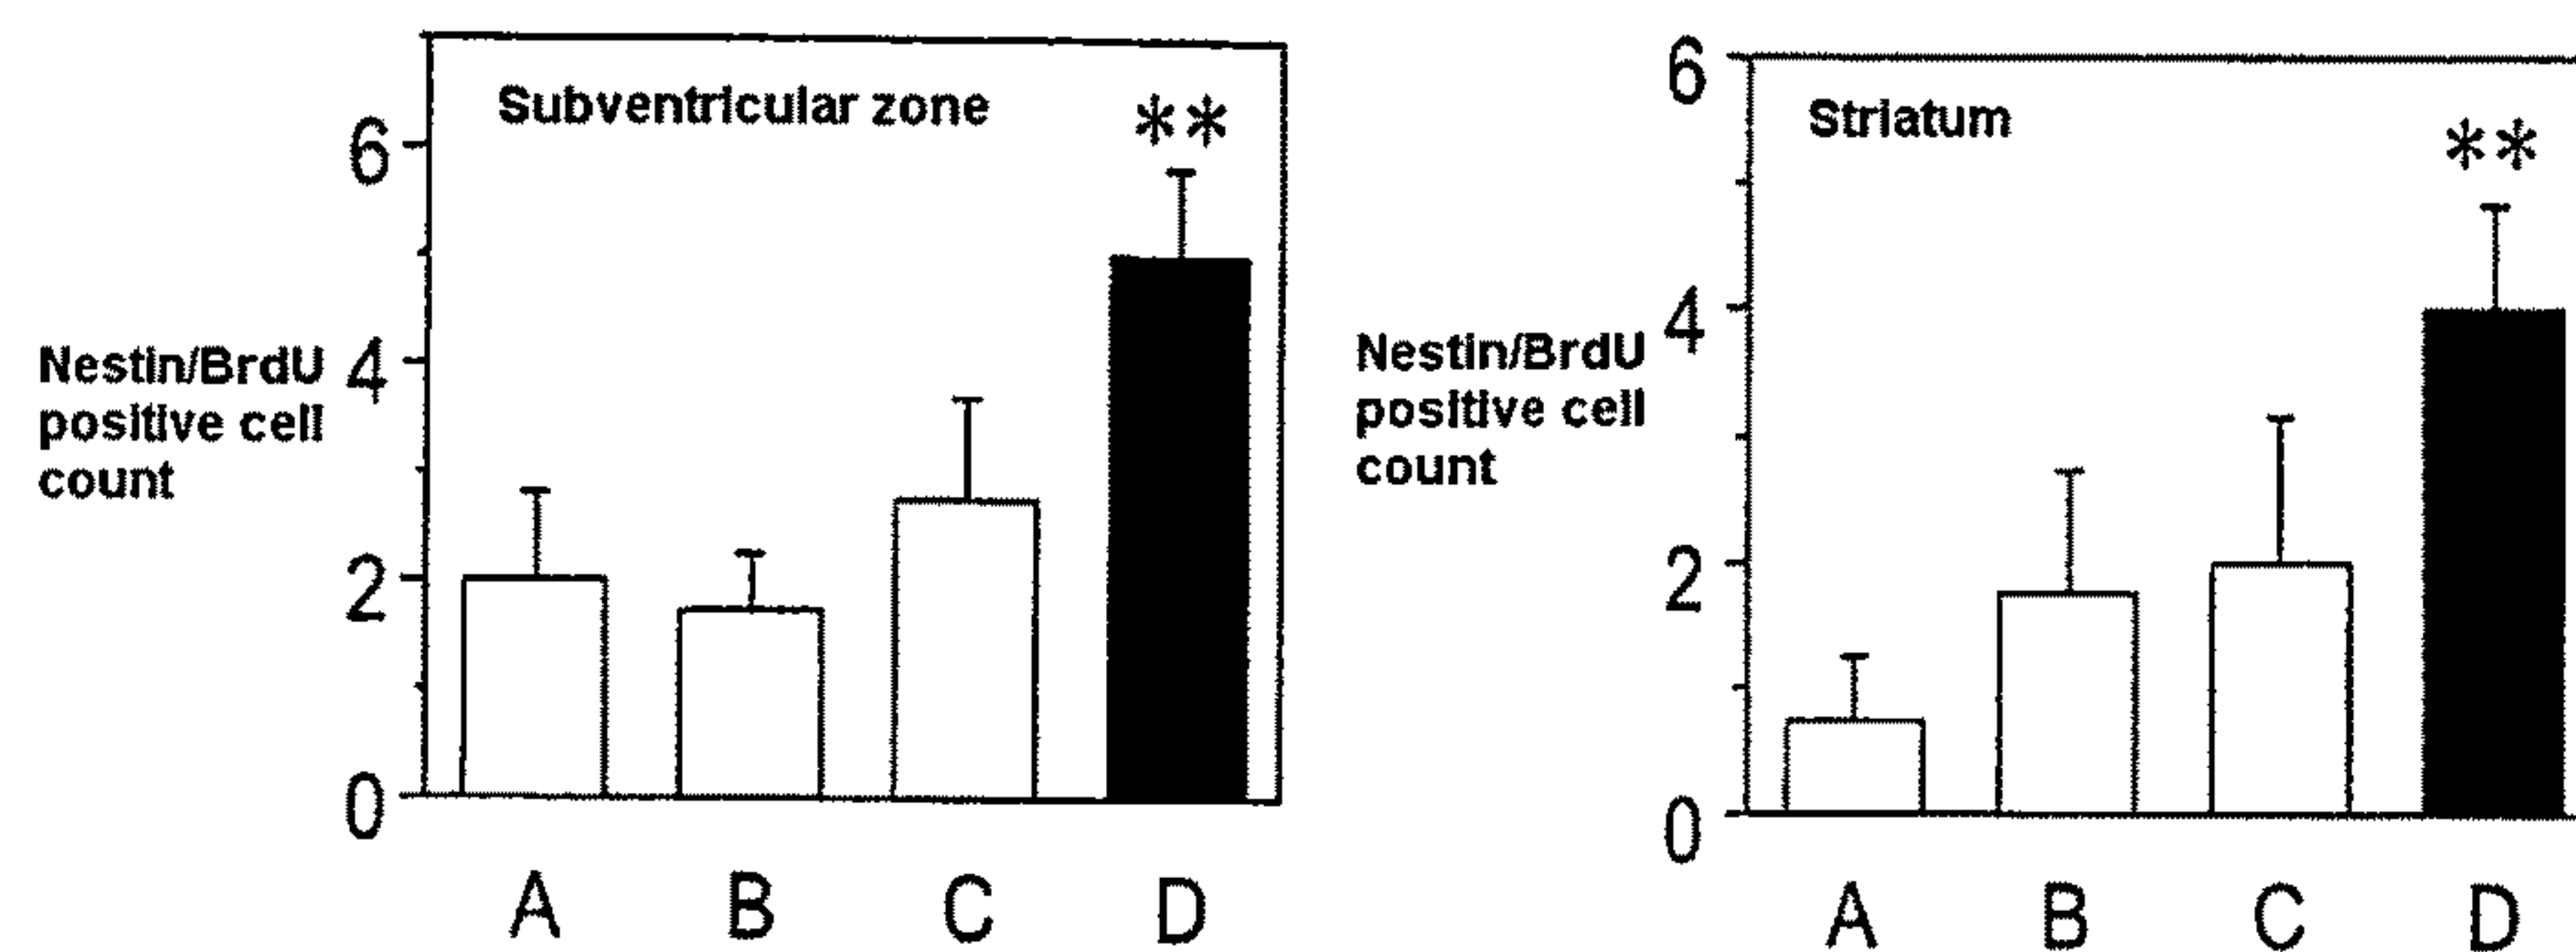 Subventricular zone
**
6
4
2
0
Nestin/BrdU
positive cell
count
A B C D
Striatum
**
6
4
2
0
Nestin/BrdU
positive cell
count
A B C D